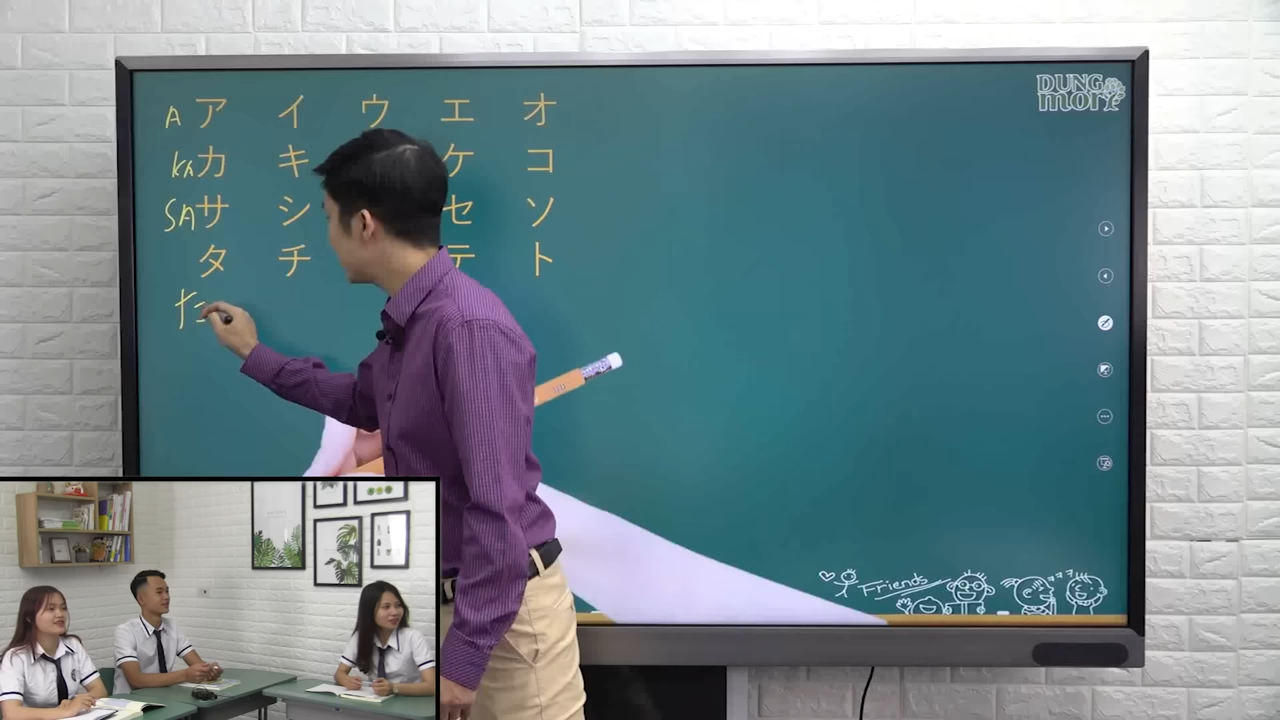 A ア イ ウ エ オ
KA カ キ ケ コ
SA サ シ セ ソ
タ チ テ ト
た
DUNG
mori
Friends